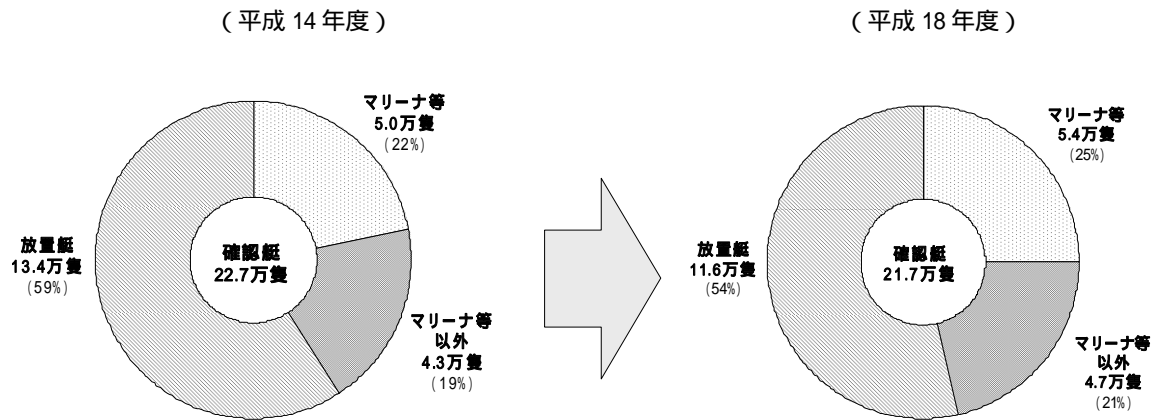 （平成 14 年度）
マリーナ等
5.0万隻
(22%)
放置艇
13.4万隻
(59%)
確認艇
22.7万隻
マリーナ等
以外
4.3万隻
(19%)
（平成 18 年度）
マリーナ等
5.4万隻
(25%)
放置艇
11.6万隻
(54%)
確認艇
21.7万隻
マリーナ等
以外
4.7万隻
(21%)